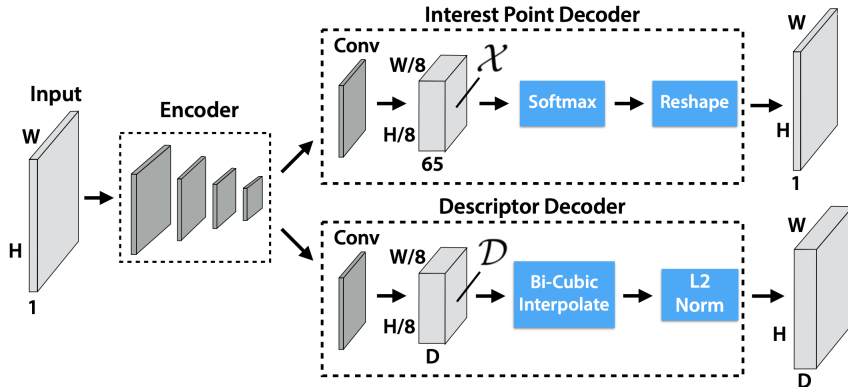 Interest Point Decoder
Input
W
H
1
Encoder
Conv
W/8
H/8
65
𝒳
Softmax
Reshape
W
H
1
Descriptor Decoder
Conv
W/8
H/8
D
𝒟
Bi-Cubic
Interpolate
L2
Norm
W
H
D